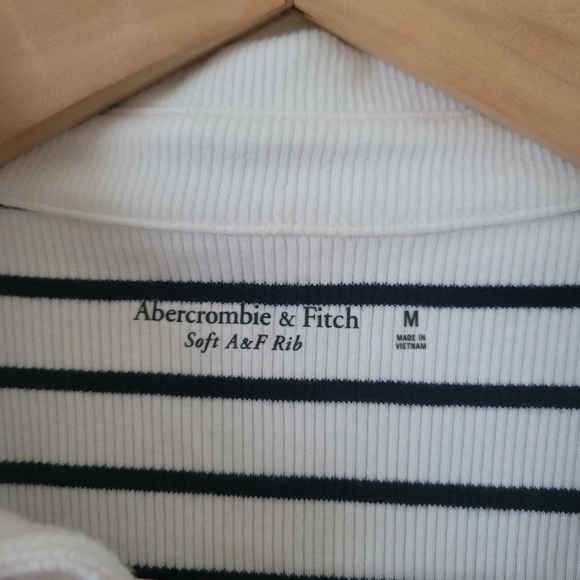 Abercrombie & Fitch
Soft A&F Rib
M
MADE IN
VIETNAM